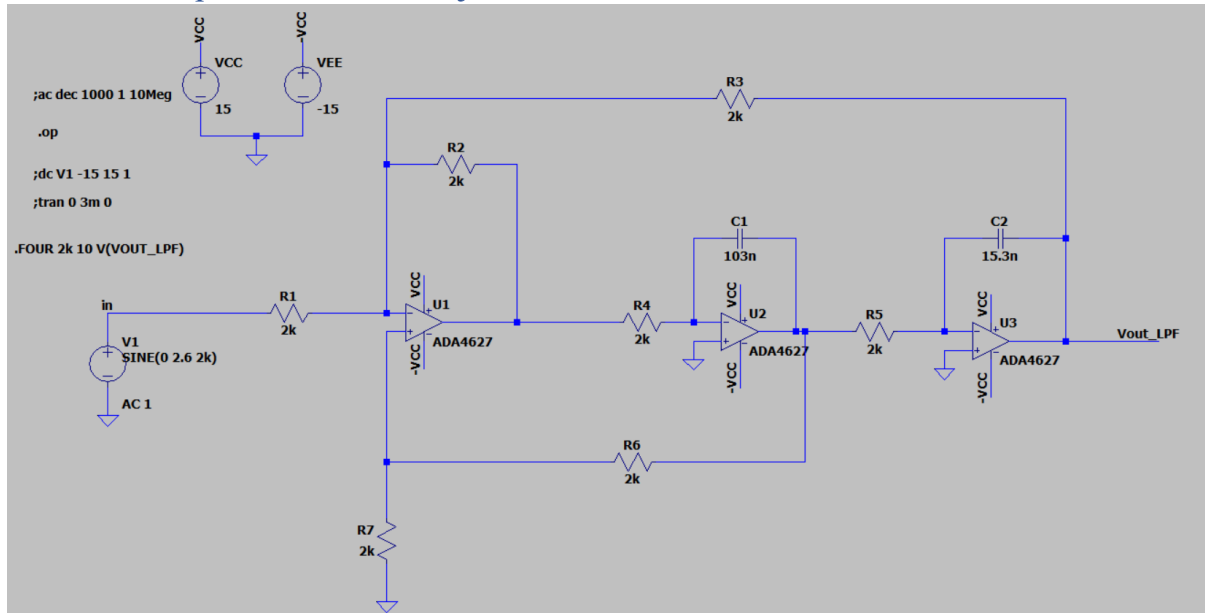 VCC
-VCC
VCC
15
VEE
-15
;ac dec 1000 1 10Meg
.op
;dc V1 -15 15 1
;tran 0 3m 0
.FOUR 2k 10 V(VOUT_LPF)
R3
2k
R2
2k
C1
103n
C2
15.3n
in
R1
2k
VCC
U1
ADA4627
-VCC
R4
2k
VCC
U2
ADA4627
-VCC
R5
2k
VCC
U3
ADA4627
-VCC
Vout_LPF
V1
SINE(0 2.6 2k)
AC 1
R6
2k
R7
2k